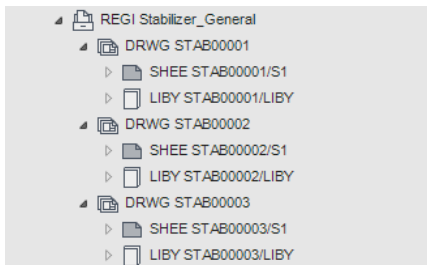 REGI Stabilizer_General
DRWG STAB00001
SHEE STAB00001/S1
LIBY STAB00001/LIBY
DRWG STAB00002
SHEE STAB00002/S1
LIBY STAB00002/LIBY
DRWG STAB00003
SHEE STAB00003/S1
LIBY STAB00003/LIBY